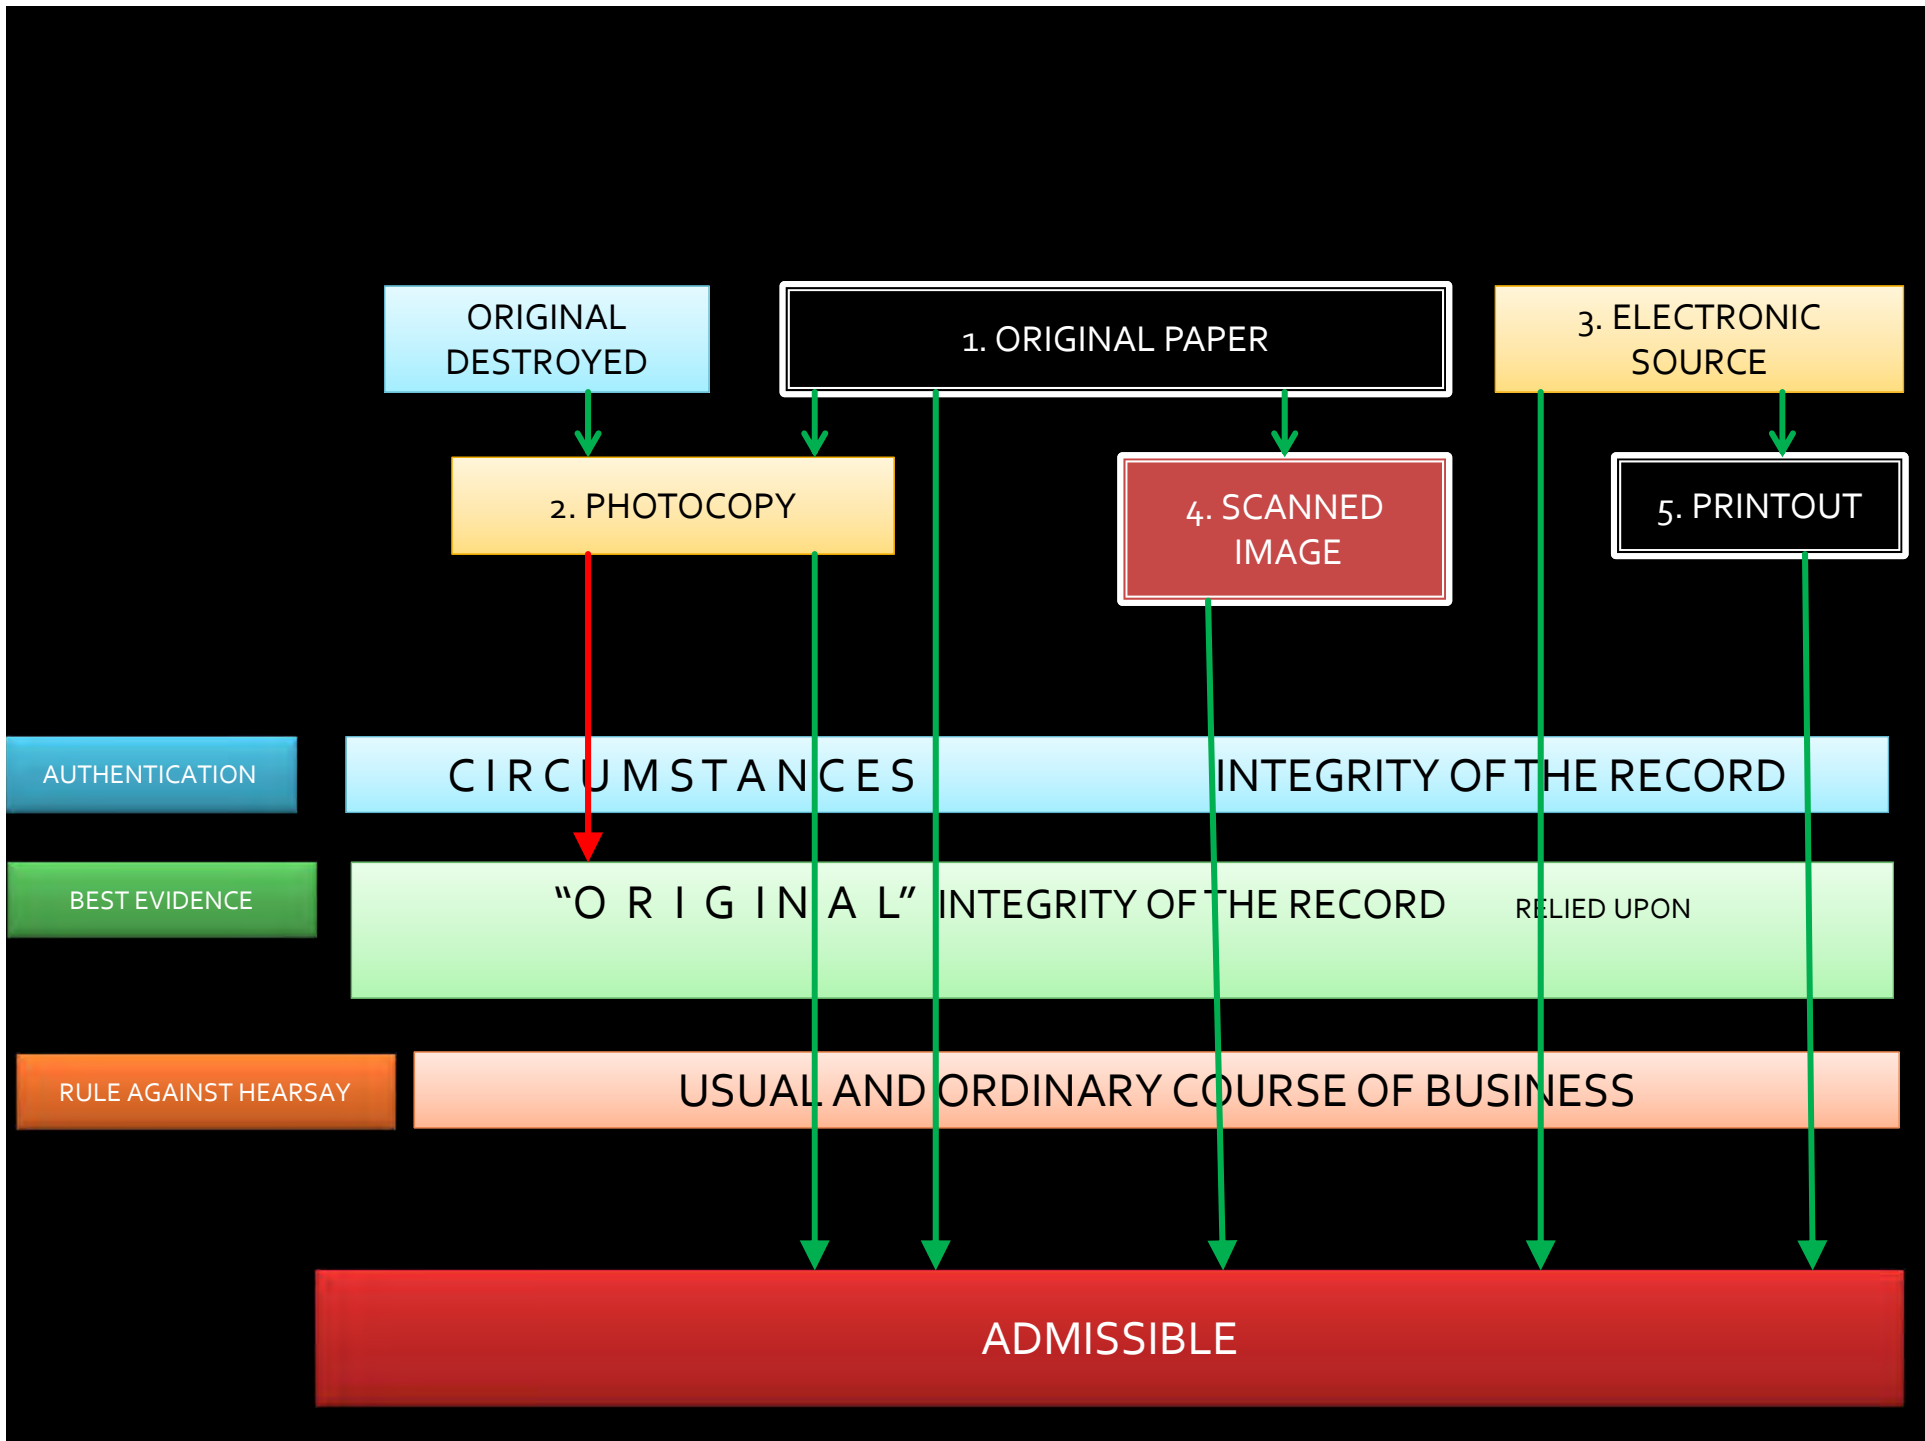 ORIGINAL
DESTROYED
1. ORIGINAL PAPER
3. ELECTRONIC
SOURCE
2. PHOTOCOPY
4. SCANNED
IMAGE
5. PRINTOUT
AUTHENTICATION
C I R C U M S T A N C E S INTEGRITY OF THE RECORD
BEST EVIDENCE
“O R I G I N A L” INTEGRITY OF THE RECORD RELIED UPON
RULE AGAINST HEARSAY
USUAL AND ORDINARY COURSE OF BUSINESS
ADMISSIBLE